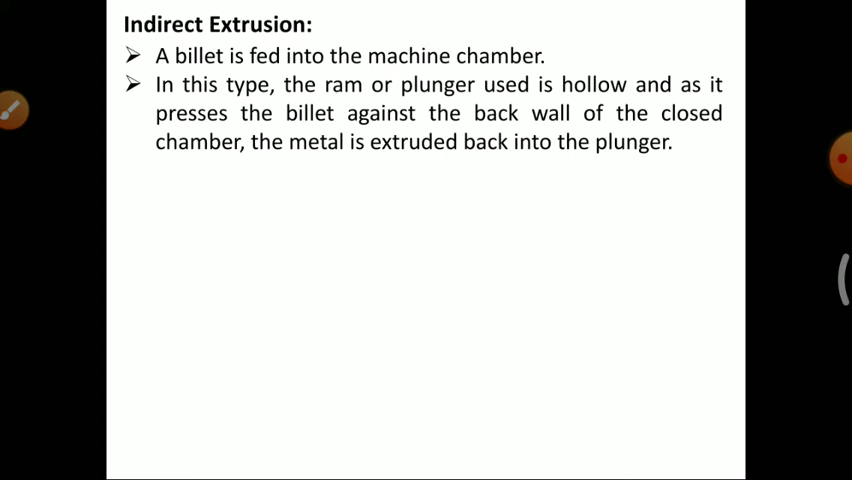 Indirect Extrusion:
➢ A billet is fed into the machine chamber.
➢ In this type, the ram or plunger used is hollow and as it
presses the billet against the back wall of the closed
chamber, the metal is extruded back into the plunger.